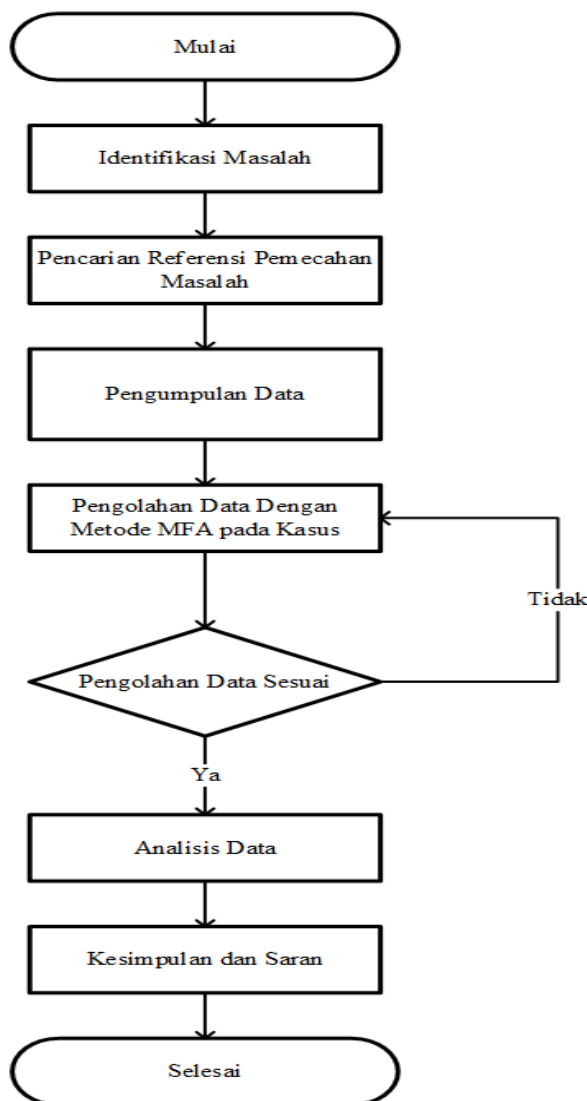 Mulai
Identifikasi Masalah
Pencarian Referensi Pemecahan
Masalah
Pengumpulan Data
Pengolahan Data Dengan
Metode MFA pada Kasus
Tidak
Pengolahan Data Sesuai
Ya
Analisis Data
Kesimpulan dan Saran
Selesai